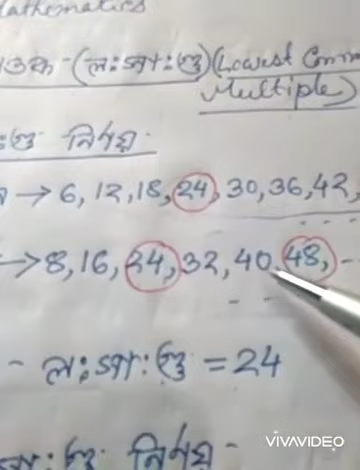 Mathematics
(ল:সা:গু) (Lowest Comm
Multiple)
নির্ণয়
→ 6, 12, 18, 24, 30, 36, 42,
→ 8, 16, 24, 32, 40, 48, --
- ল:সা:গু = 24
সা:গু নির্ণয় -
VIVAVIDEO